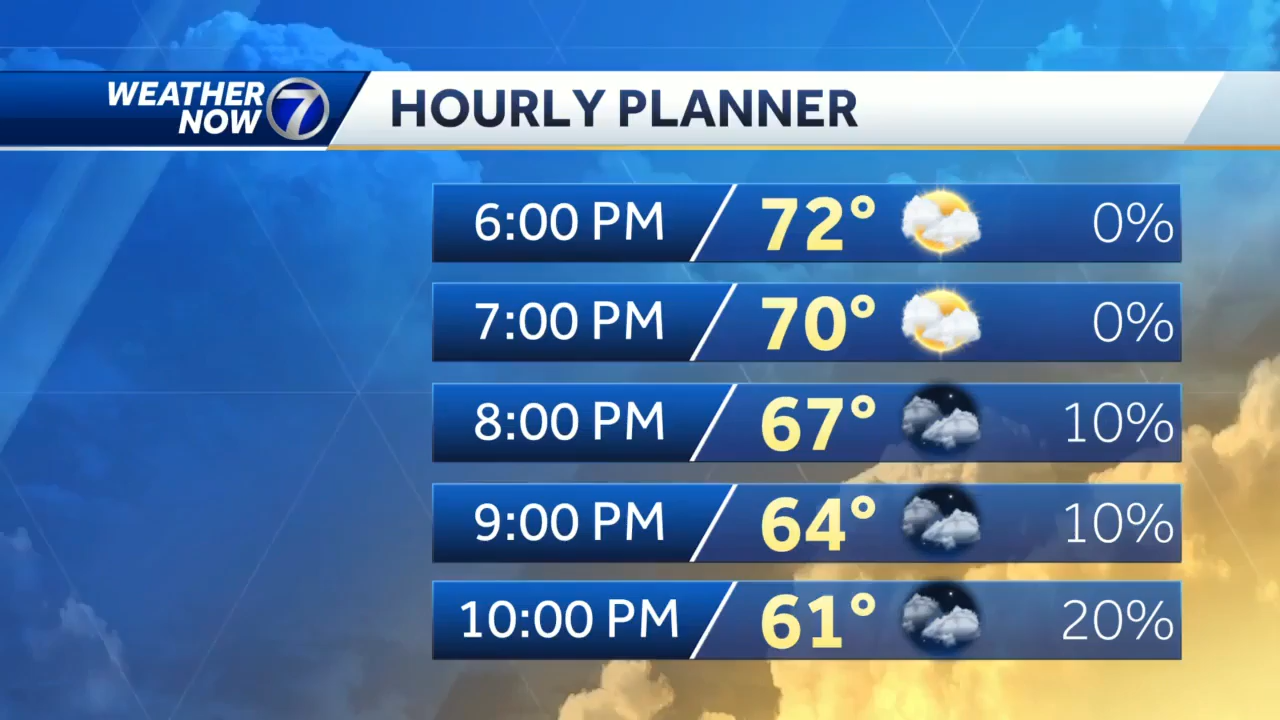 WEATHER
NOW 7
HOURLY PLANNER
6:00 PM 72° 0%
7:00 PM 70° 0%
8:00 PM 67° 10%
9:00 PM 64° 10%
10:00 PM 61° 20%